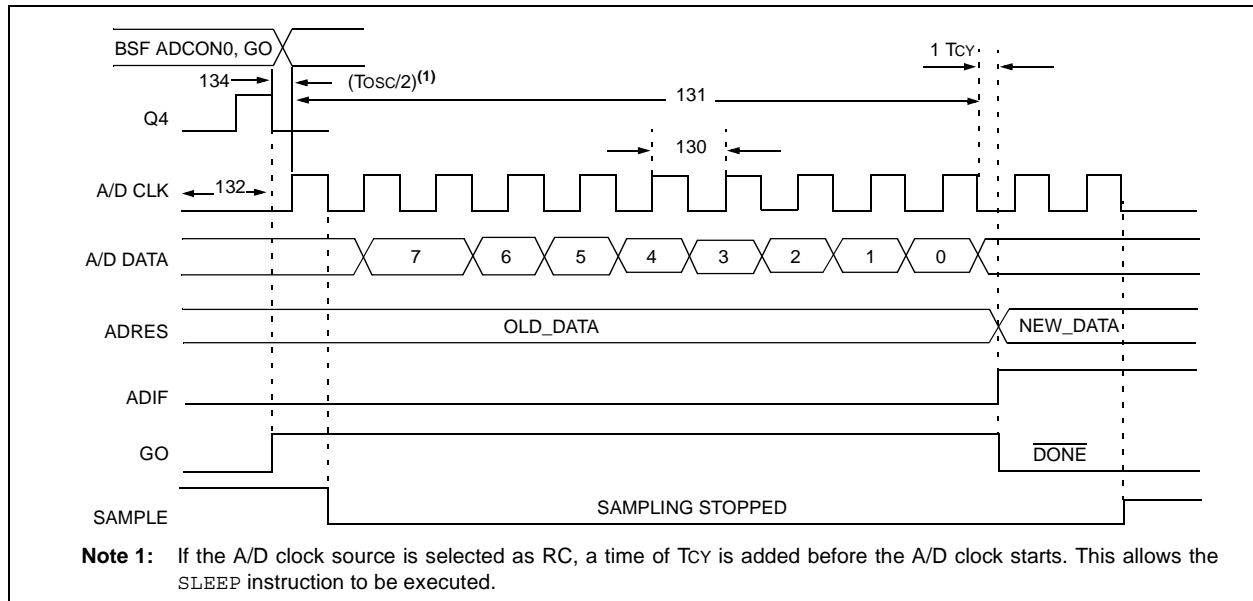 BSF ADCON0, GO
1 TCY
134
(TOSC/2)(1)
131
Q4
130
A/D CLK
132
A/D DATA
7 6 5 4 3 2 1 0
ADRES
OLD_DATA
NEW_DATA
ADIF
GO
DONE
SAMPLE
SAMPLING STOPPED
Note 1: If the A/D clock source is selected as RC, a time of TCY is added before the A/D clock starts. This allows the
SLEEP instruction to be executed.